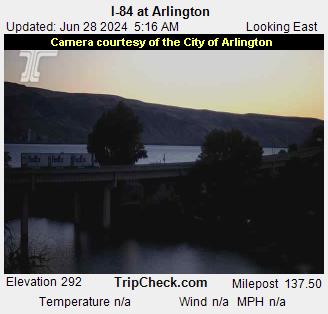 I-84 at Arlington
Updated: Jun 28 2024 5:16 AM Looking East
Camera courtesy of the City of Arlington
Elevation 292 TripCheck.com Milepost 137.50
Temperature n/a Wind n/a MPH n/a